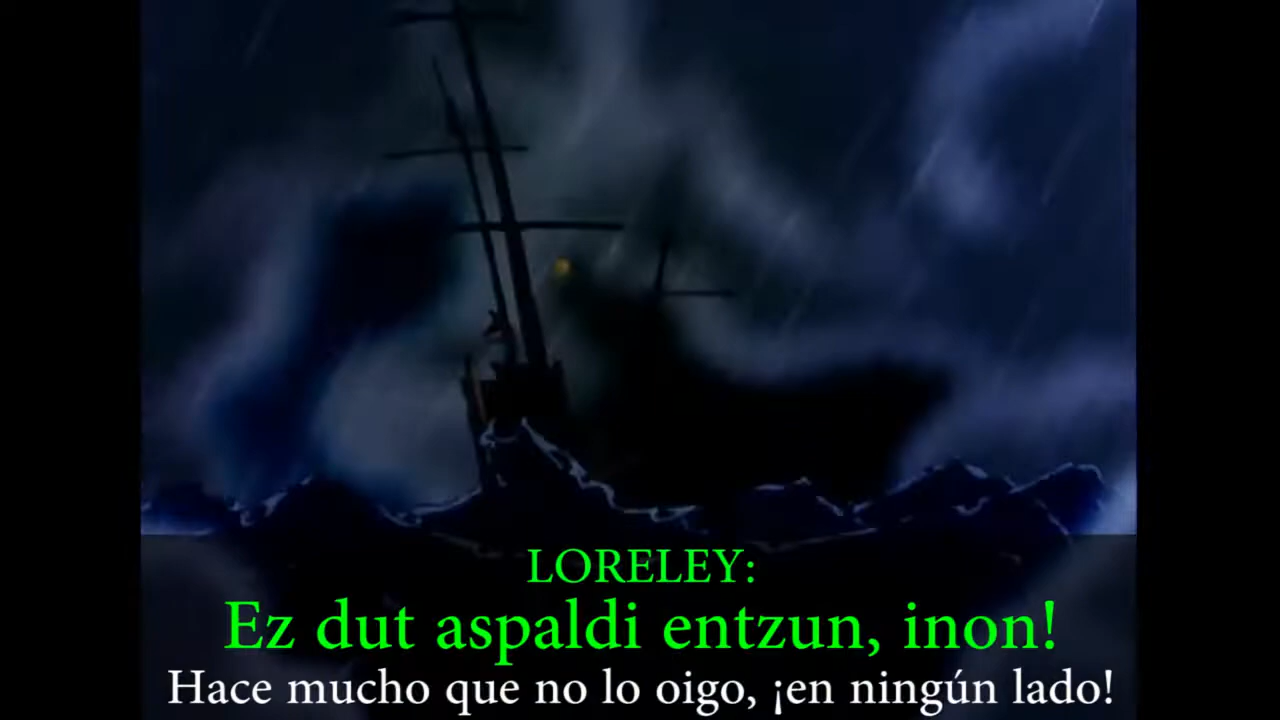 LORELEY:
Ez dut aspaldi entzun, inon!
Hace mucho que no lo oigo, ¡en ningún lado!